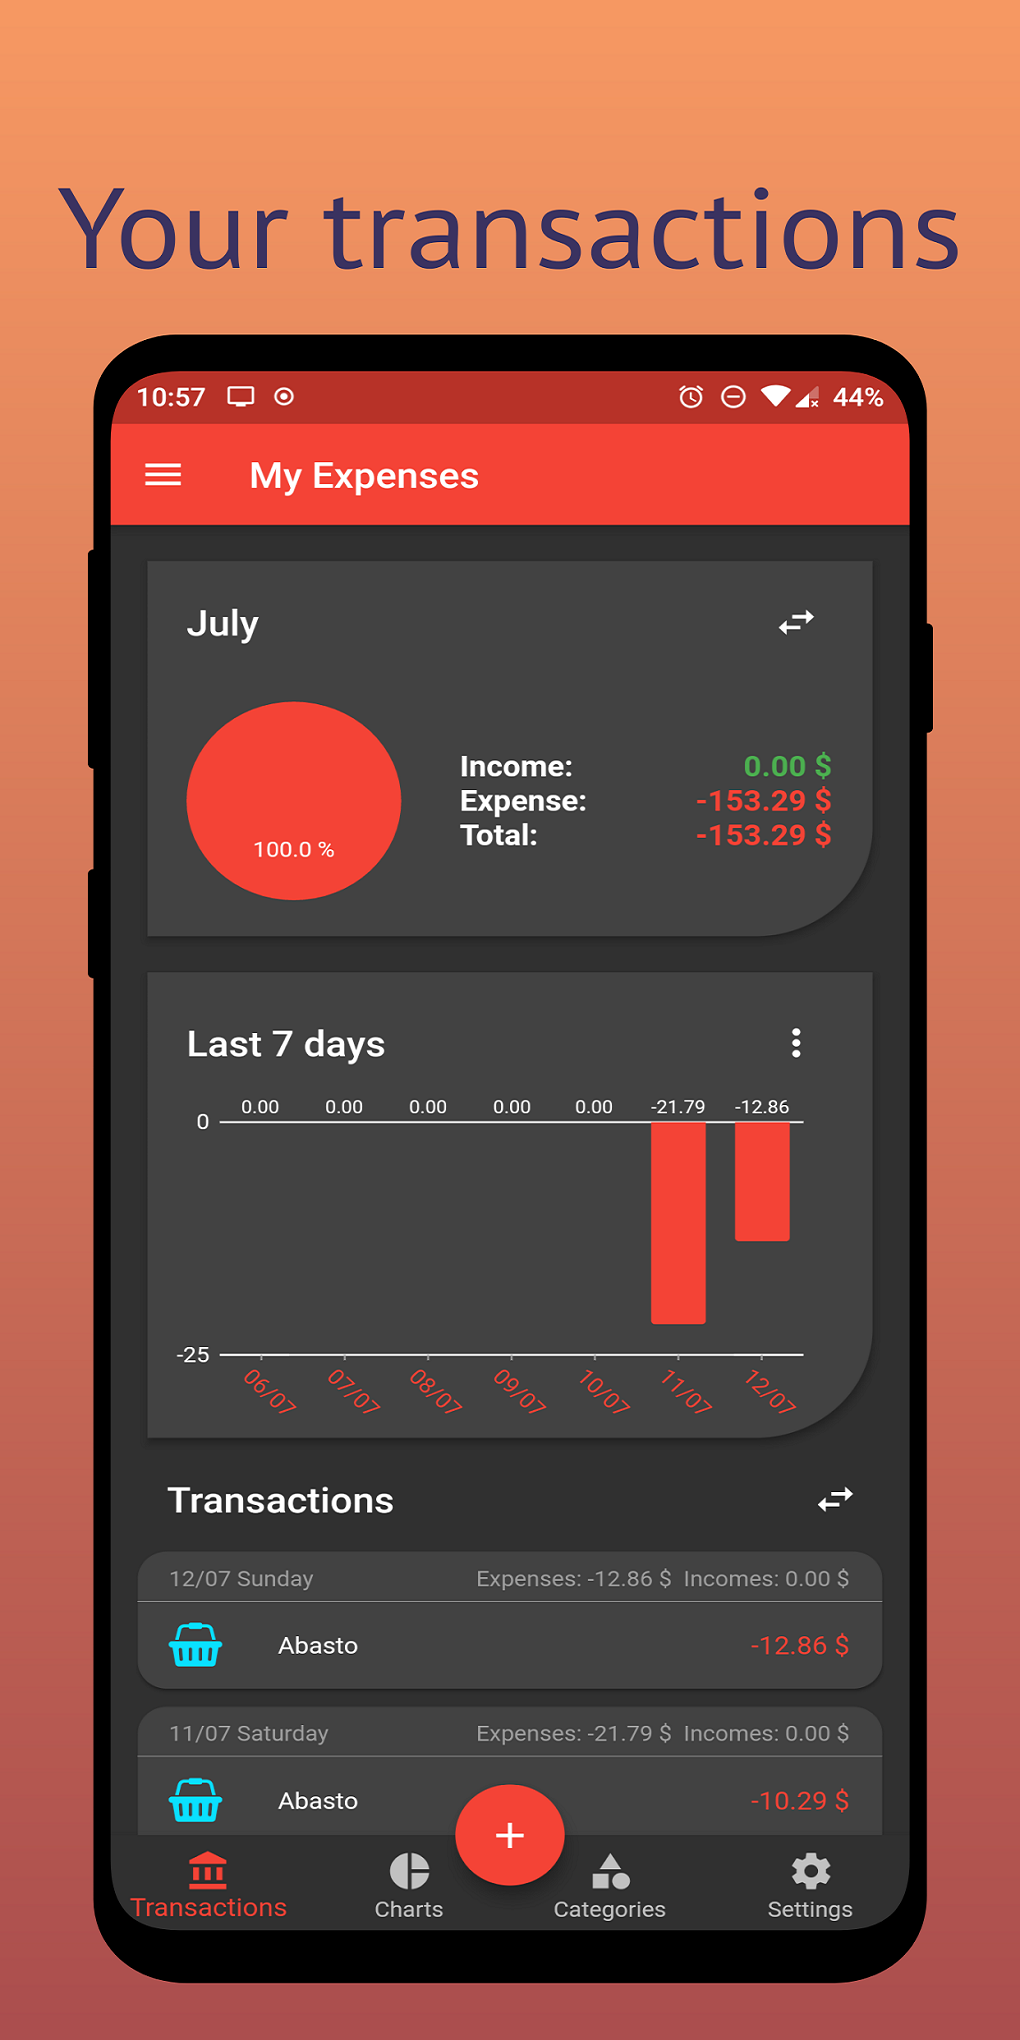 Your transactions
10:57 44%
My Expenses
July
100.0 %
Income: 0.00 $
Expense: -153.29 $
Total: -153.29 $
Last 7 days
0.00 0.00 0.00 0.00 0.00 -21.79 -12.86
0
-25
06/07 07/07 08/07 09/07 10/07 11/07 12/07
Transactions
12/07 Sunday Expenses: -12.86 $ Incomes: 0.00 $
Abasto -12.86 $
11/07 Saturday Expenses: -21.79 $ Incomes: 0.00 $
Abasto -10.29 $
+
Transactions Charts Categories Settings